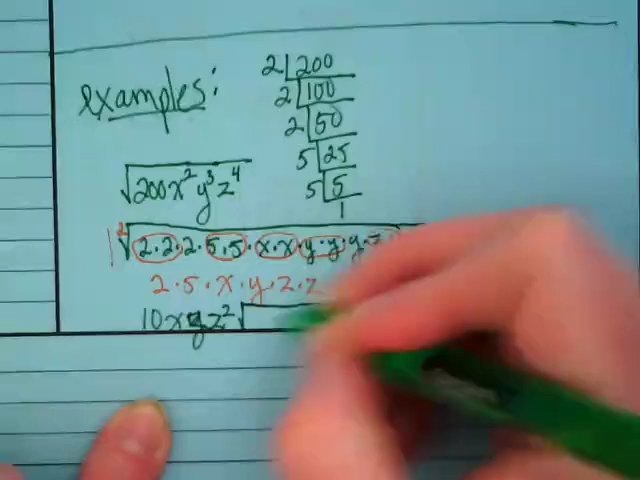 examples:
2 200
2 100
2 50
5 25
5 5
1
√200x²y³z⁴
²√2·2·2·5·5·x·x·y·y·y·z
2·5·x·y·z·z
10xyz²√